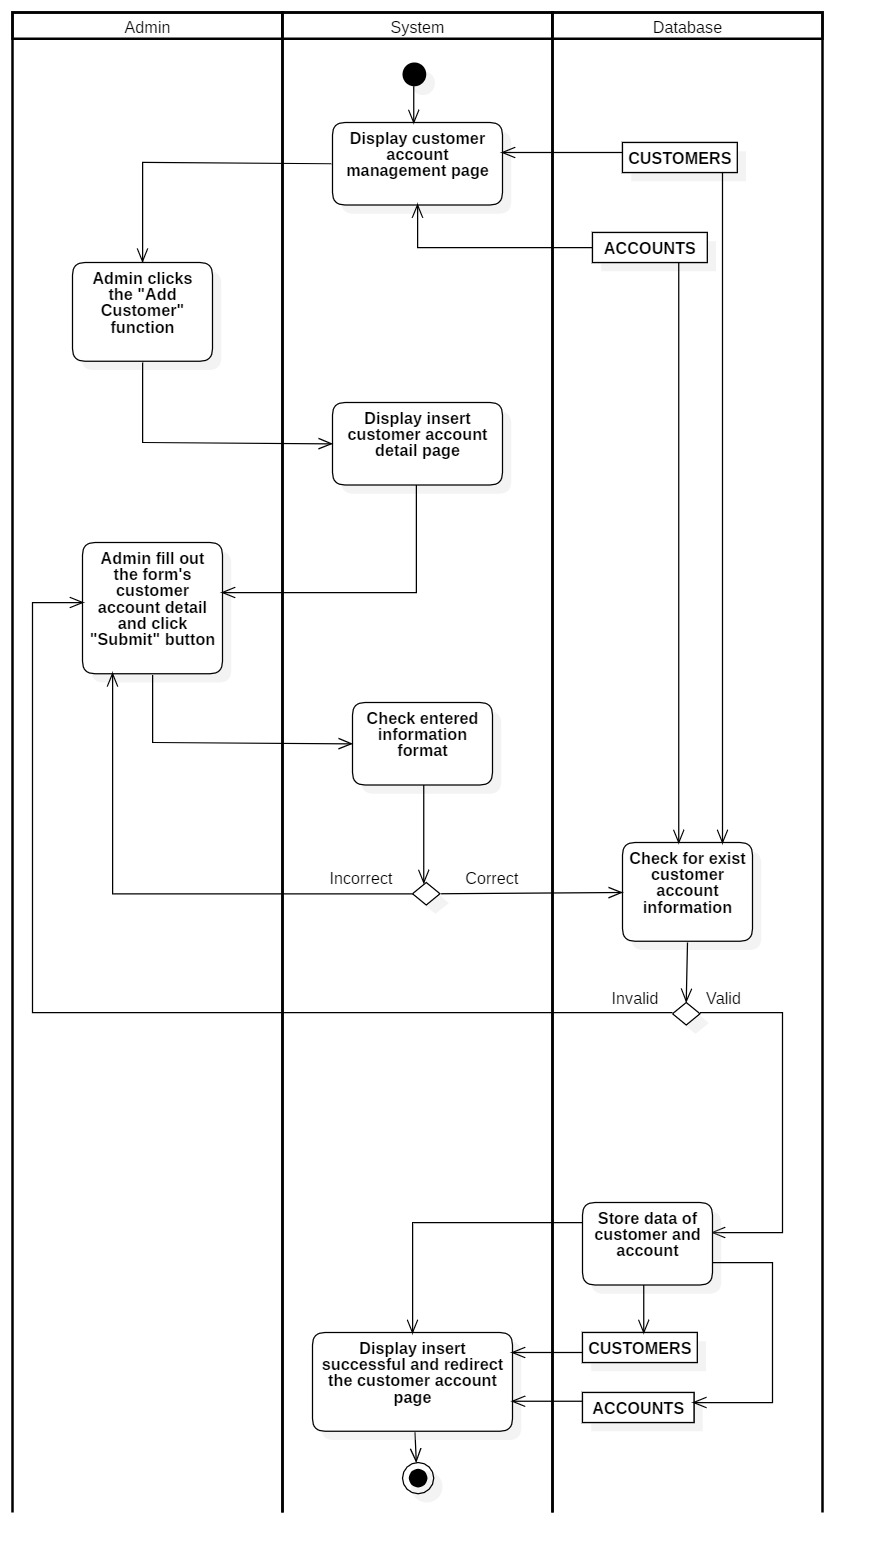 Admin
System
Database
Display customer
account
management page
CUSTOMERS
ACCOUNTS
Admin clicks
the "Add
Customer"
function
Display insert
customer account
detail page
Admin fill out
the form's
customer
account detail
and click
"Submit" button
Check entered
information
format
Incorrect
Correct
Check for exist
customer
account
information
Invalid
Valid
Store data of
customer and
account
CUSTOMERS
Display insert
successful and redirect
the customer account
page
ACCOUNTS